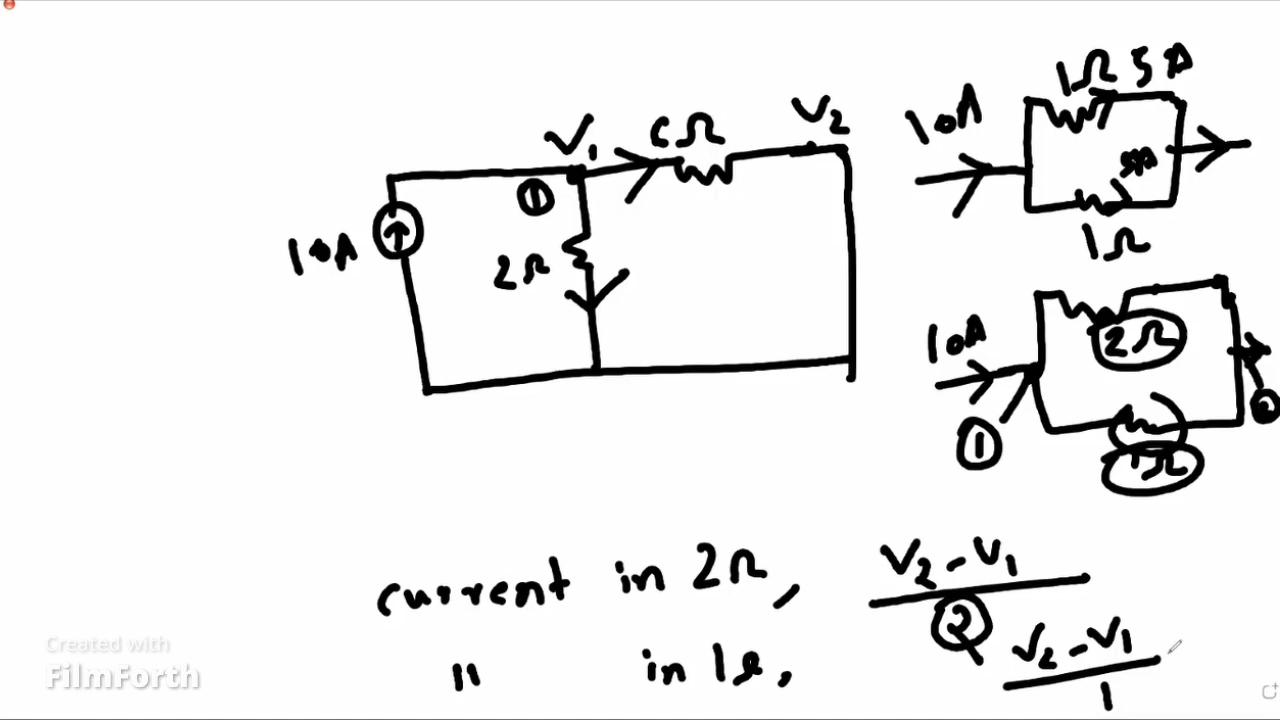 1Ω 5A
10A
5A
1Ω
V₁
6Ω
V₂
①
10A
2Ω
10A
2Ω
①
1Ω
current in 2Ω, (V₂-V₁)/2
" in 1Ω, (V₂-V₁)/1
Created with
FilmForth